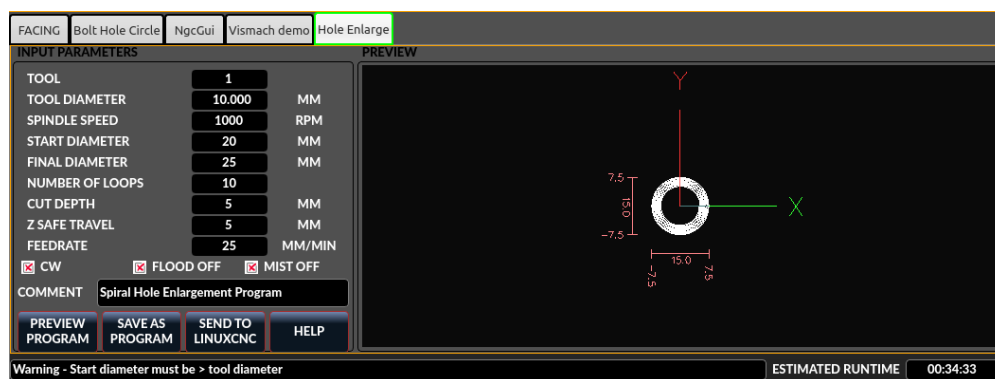 FACING Bolt Hole Circle NgcGui Vismach demo Hole Enlarge
INPUT PARAMETERS
TOOL 1
TOOL DIAMETER 10.000 MM
SPINDLE SPEED 1000 RPM
START DIAMETER 20 MM
FINAL DIAMETER 25 MM
NUMBER OF LOOPS 10
CUT DEPTH 5 MM
Z SAFE TRAVEL 5 MM
FEEDRATE 25 MM/MIN
CW FLOOD OFF MIST OFF
COMMENT Spiral Hole Enlargement Program
PREVIEW PROGRAM
SAVE AS PROGRAM
SEND TO LINUXCNC
HELP
PREVIEW
Y
X
7.5
15.0
-7.5
15.0
-7.5
7.5
Warning - Start diameter must be > tool diameter
ESTIMATED RUNTIME 00:34:33